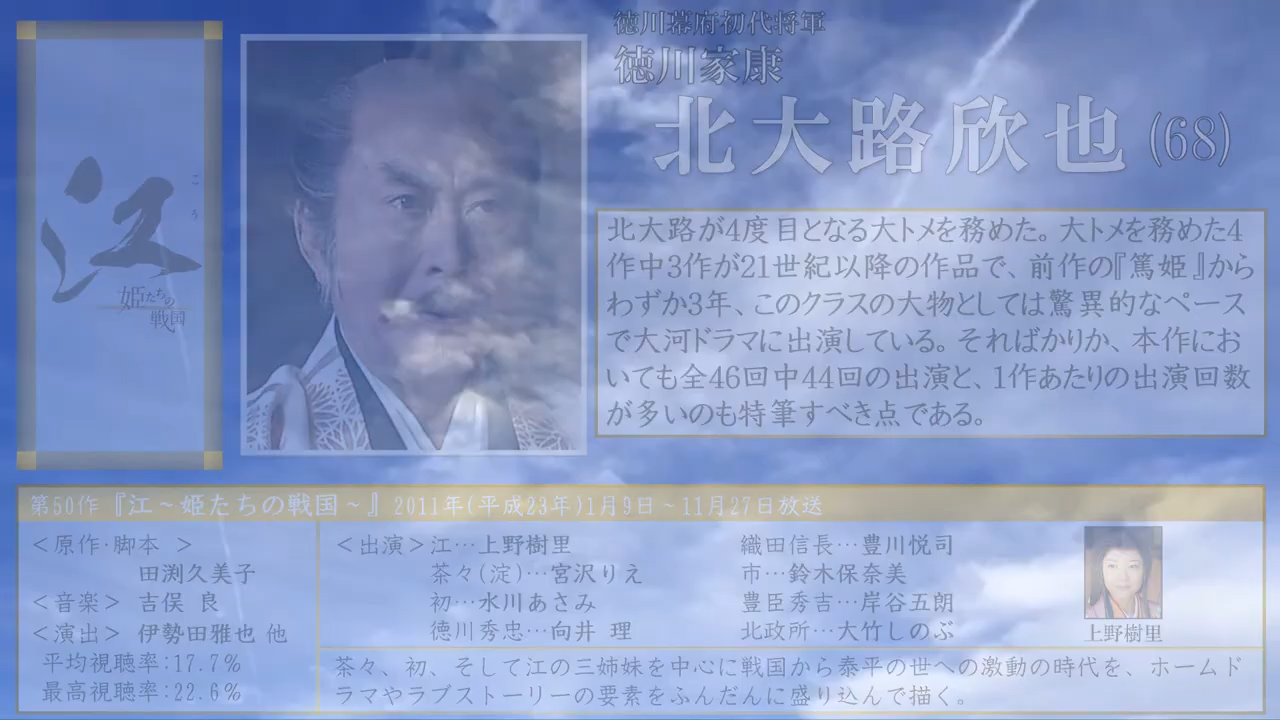 江
ごう
姫たちの
戦国
徳川幕府初代将軍
徳川家康
北大路欣也(68)
北大路が4度目となる大トメを務めた。大トメを務めた4
作中3作が21世紀以降の作品で、前作の『篤姫』から
わずか3年、このクラスの大物としては驚異的なペース
で大河ドラマに出演している。そればかりか、本作にお
いても全46回中44回の出演と、1作あたりの出演回数
が多いのも特筆すべき点である。
第50作『江~姫たちの戦国~』2011年(平成23年)1月9日~11月27日放送
<原作・脚本 >
田渕久美子
<音楽> 吉俣 良
<演出> 伊勢田雅也 他
平均視聴率:17.7%
最高視聴率:22.6%
<出演>江…上野樹里
茶々(淀)…宮沢りえ
初…水川あさみ
徳川秀忠…向井 理
織田信長…豊川悦司
市…鈴木保奈美
豊臣秀吉…岸谷五朗
北政所…大竹しのぶ
上野樹里
茶々、初、そして江の三姉妹を中心に戦国から泰平の世への激動の時代を、ホームド
ラマやラブストーリーの要素をふんだんに盛り込んで描く。